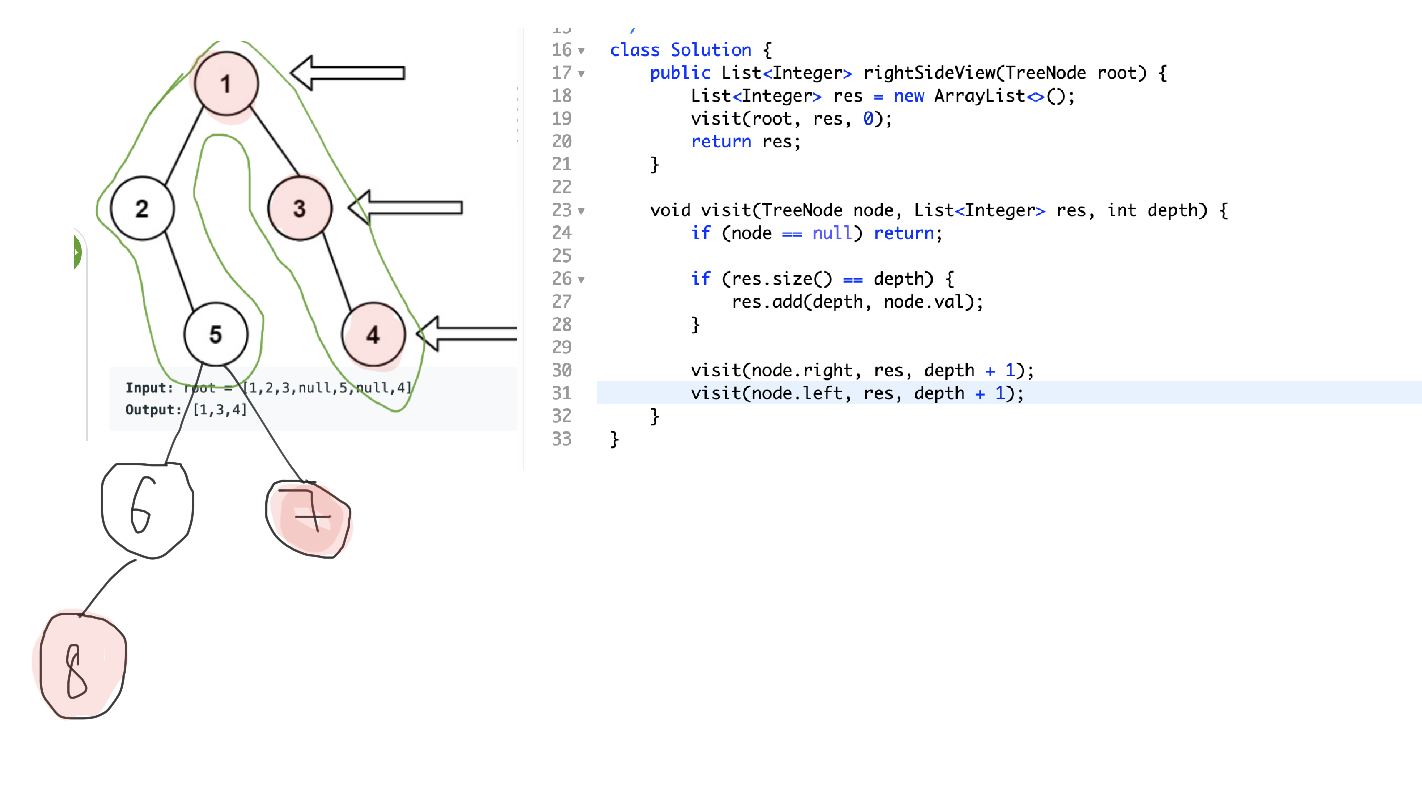 1
2
3
5
4
Input: root = [1,2,3,null,5,null,4]
Output: [1,3,4]
6
7
8
16 class Solution {
17 public List<Integer> rightSideView(TreeNode root) {
18 List<Integer> res = new ArrayList<>();
19 visit(root, res, 0);
20 return res;
21 }
22
23 void visit(TreeNode node, List<Integer> res, int depth) {
24 if (node == null) return;
25
26 if (res.size() == depth) {
27 res.add(depth, node.val);
28 }
29
30 visit(node.right, res, depth + 1);
31 visit(node.left, res, depth + 1);
32 }
33 }